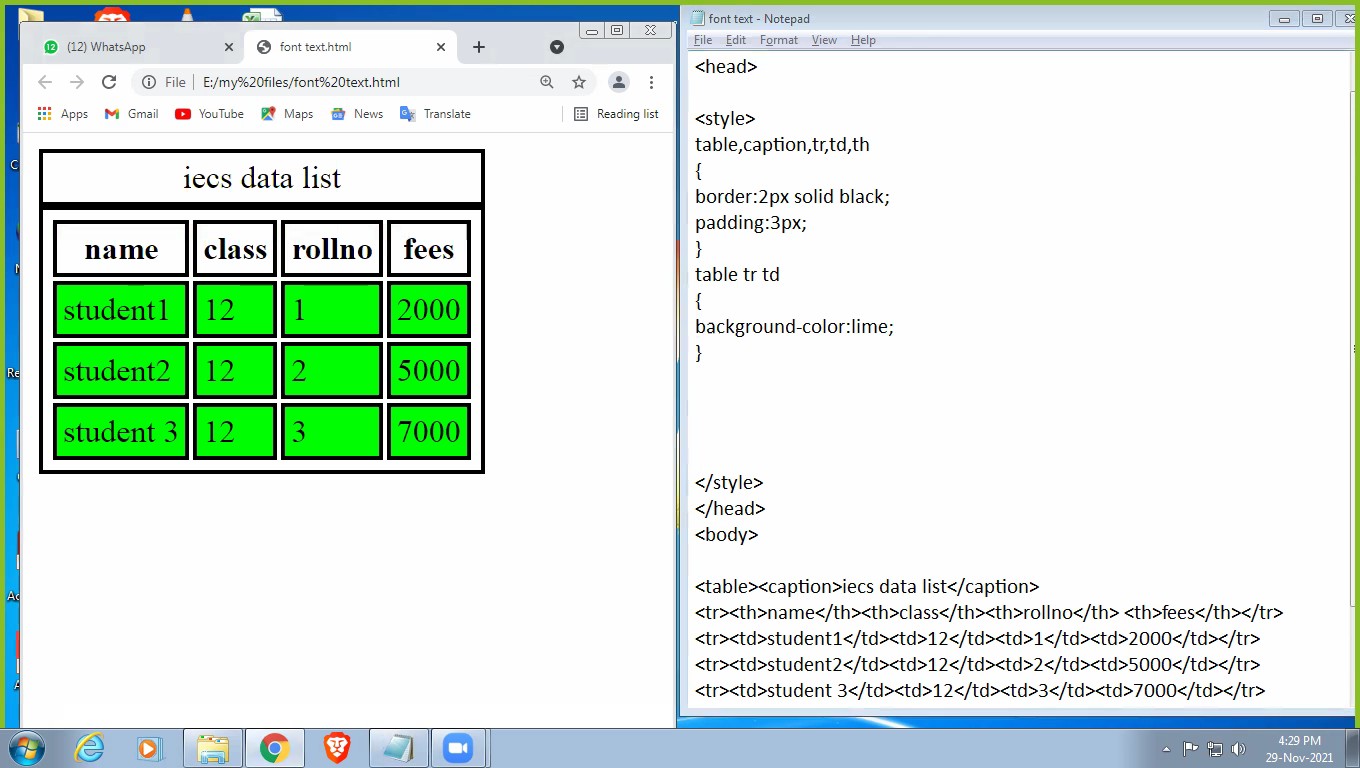 (12) WhatsApp
font text.html
File
E:/my%20files/font%20text.html
Apps
Gmail
YouTube
Maps
News
Translate
Reading list
iecs data list
name class rollno fees
student1 12 1 2000
student2 12 2 5000
student 3 12 3 7000
font text - Notepad
File Edit Format View Help
<head>
<style>
table,caption,tr,td,th
{
border:2px solid black;
padding:3px;
}
table tr td
{
background-color:lime;
}
</style>
</head>
<body>
<table><caption>iecs data list</caption>
<tr><th>name</th><th>class</th><th>rollno</th> <th>fees</th></tr>
<tr><td>student1</td><td>12</td><td>1</td><td>2000</td></tr>
<tr><td>student2</td><td>12</td><td>2</td><td>5000</td></tr>
<tr><td>student 3</td><td>12</td><td>3</td><td>7000</td></tr>
4:29 PM
29-Nov-2021